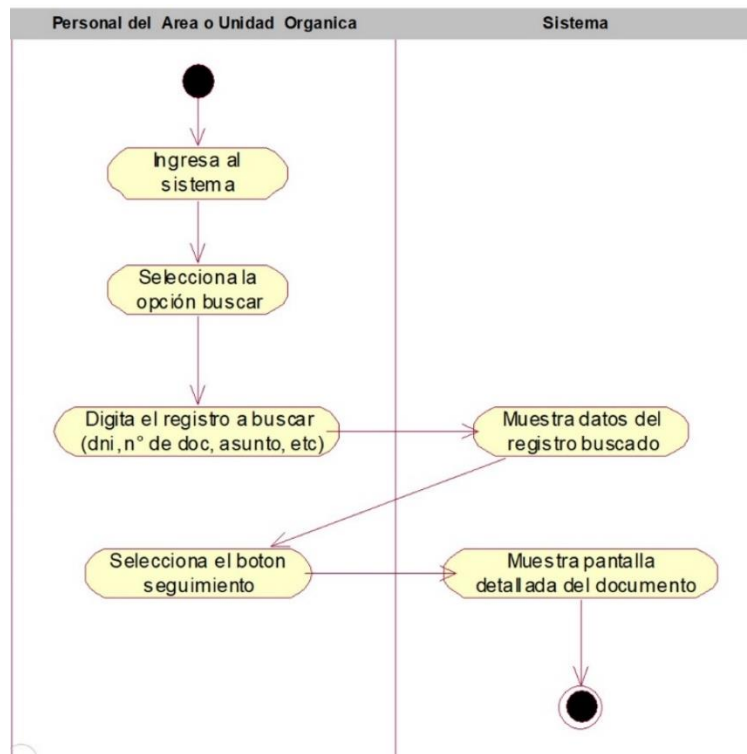 Personal del Area o Unidad Organica
Sistema
Ingresa al
sistema
Selecciona la
opción buscar
Digita el registro a buscar
(dni, n° de doc, asunto, etc)
Muestra datos del
registro buscado
Selecciona el boton
seguimiento
Muestra pantalla
detallada del documento